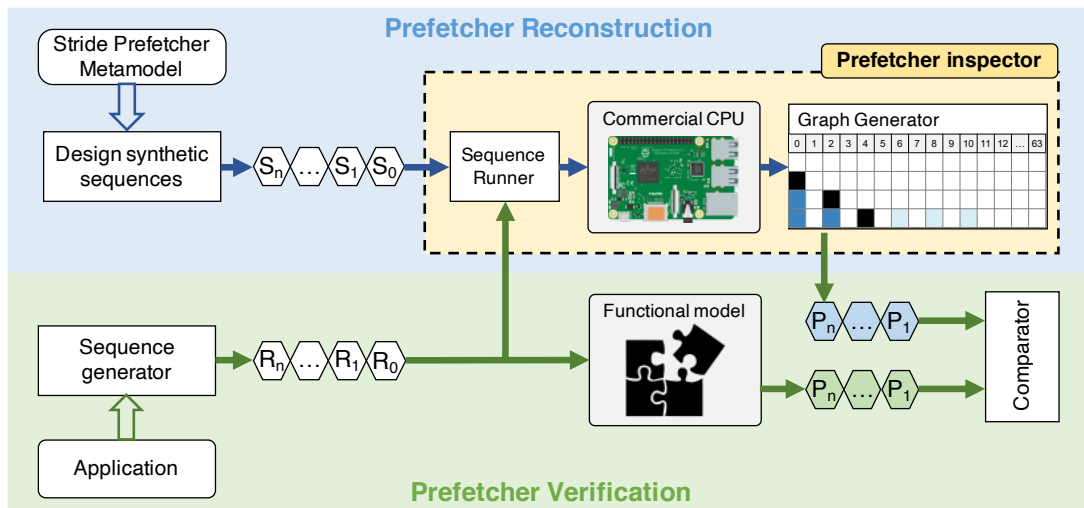 Prefetcher Reconstruction
Stride Prefetcher
Metamodel
Prefetcher inspector
Design synthetic
sequences
Sn
...
S1
S0
Sequence
Runner
Commercial CPU
Graph Generator
0 1 2 3 4 5 6 7 8 9 10 11 12 ... 63
Sequence
generator
Rn
...
R1
R0
Functional model
Pn
...
P1
Pn
...
P1
Comparator
Application
Prefetcher Verification